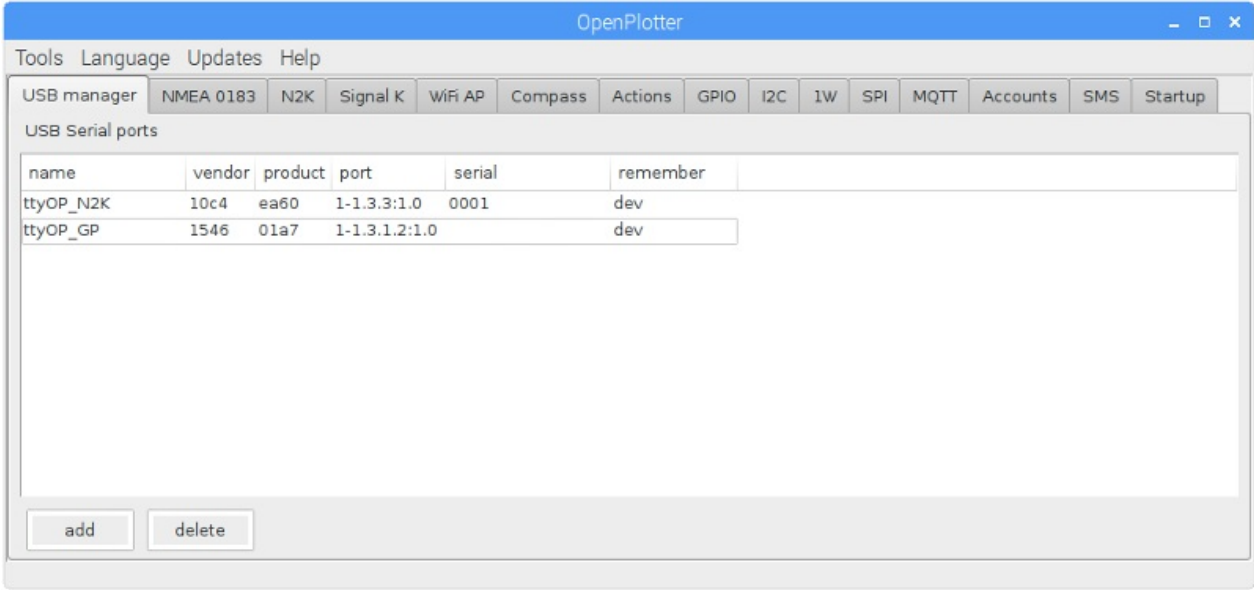 OpenPlotter
Tools Language Updates Help
USB manager NMEA 0183 N2K Signal K WiFi AP Compass Actions GPIO I2C 1W SPI MQTT Accounts SMS Startup
USB Serial ports
name vendor product port serial remember
ttyOP_N2K 10c4 ea60 1-1.3.3:1.0 0001 dev
ttyOP_GP 1546 01a7 1-1.3.1.2:1.0 dev
add delete